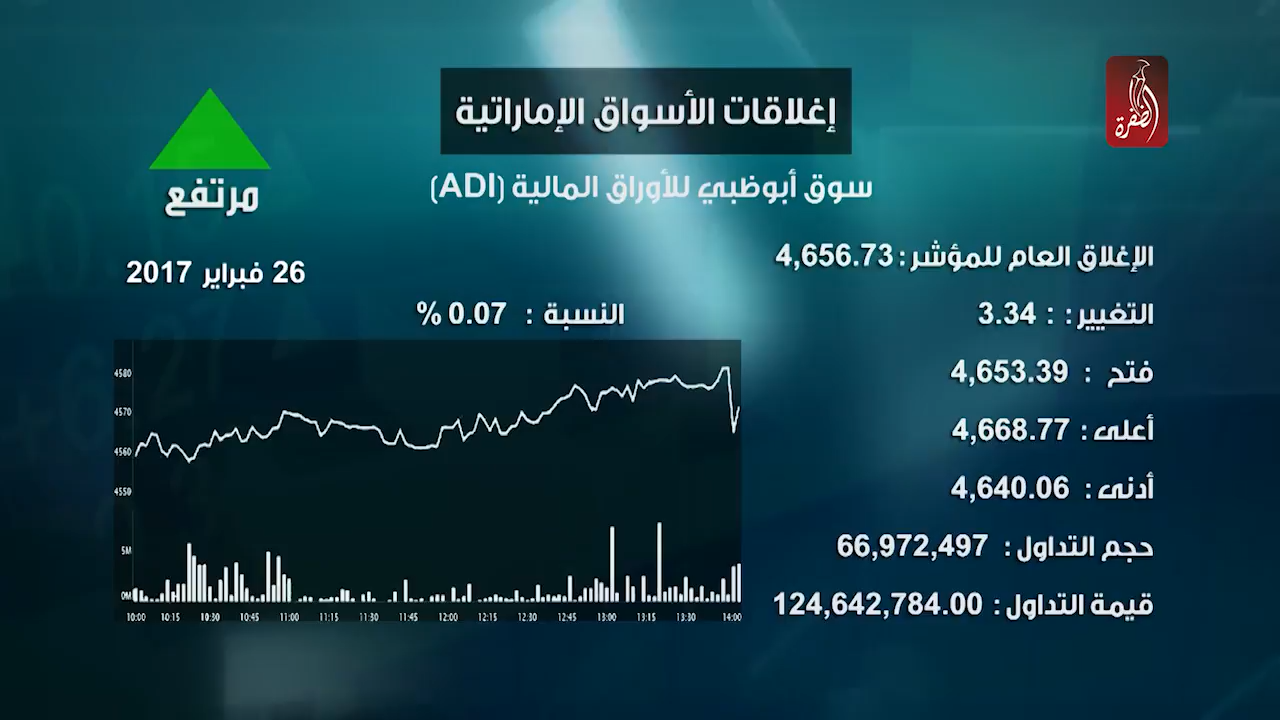 إغلاقات الأسواق الإماراتية
الظفرة
سوق أبوظبي للأوراق المالية (ADI)
مرتفع
26 فبراير 2017
الإغلاق العام للمؤشر: 4,656.73
التغيير: : 3.34
النسبة : 0.07 %
فتح : 4,653.39
أعلى: 4,668.77
أدنى: 4,640.06
حجم التداول: 66,972,497
قيمة التداول: 124,642,784.00
4580
4570
4560
4550
5M
0M
10:00 10:15 10:30 10:45 11:00 11:15 11:30 11:45 12:00 12:15 12:30 12:45 13:00 13:15 13:30 14:00